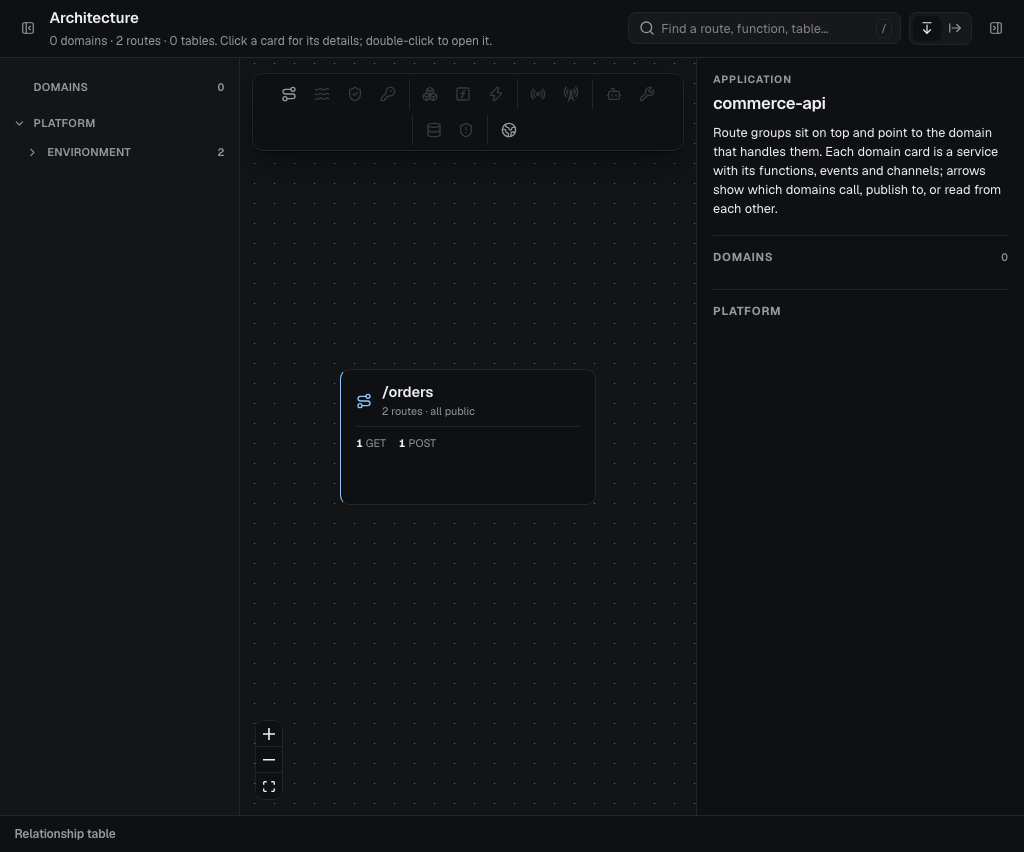 Architecture
0 domains · 2 routes · 0 tables. Click a card for its details; double-click to open it.
Find a route, function, table...
/
DOMAINS 0
PLATFORM
ENVIRONMENT 2
/orders
2 routes · all public
1 GET 1 POST
APPLICATION
commerce-api
Route groups sit on top and point to the domain
that handles them. Each domain card is a service
with its functions, events and channels; arrows
show which domains call, publish to, or read from
each other.
DOMAINS 0
PLATFORM
Relationship table